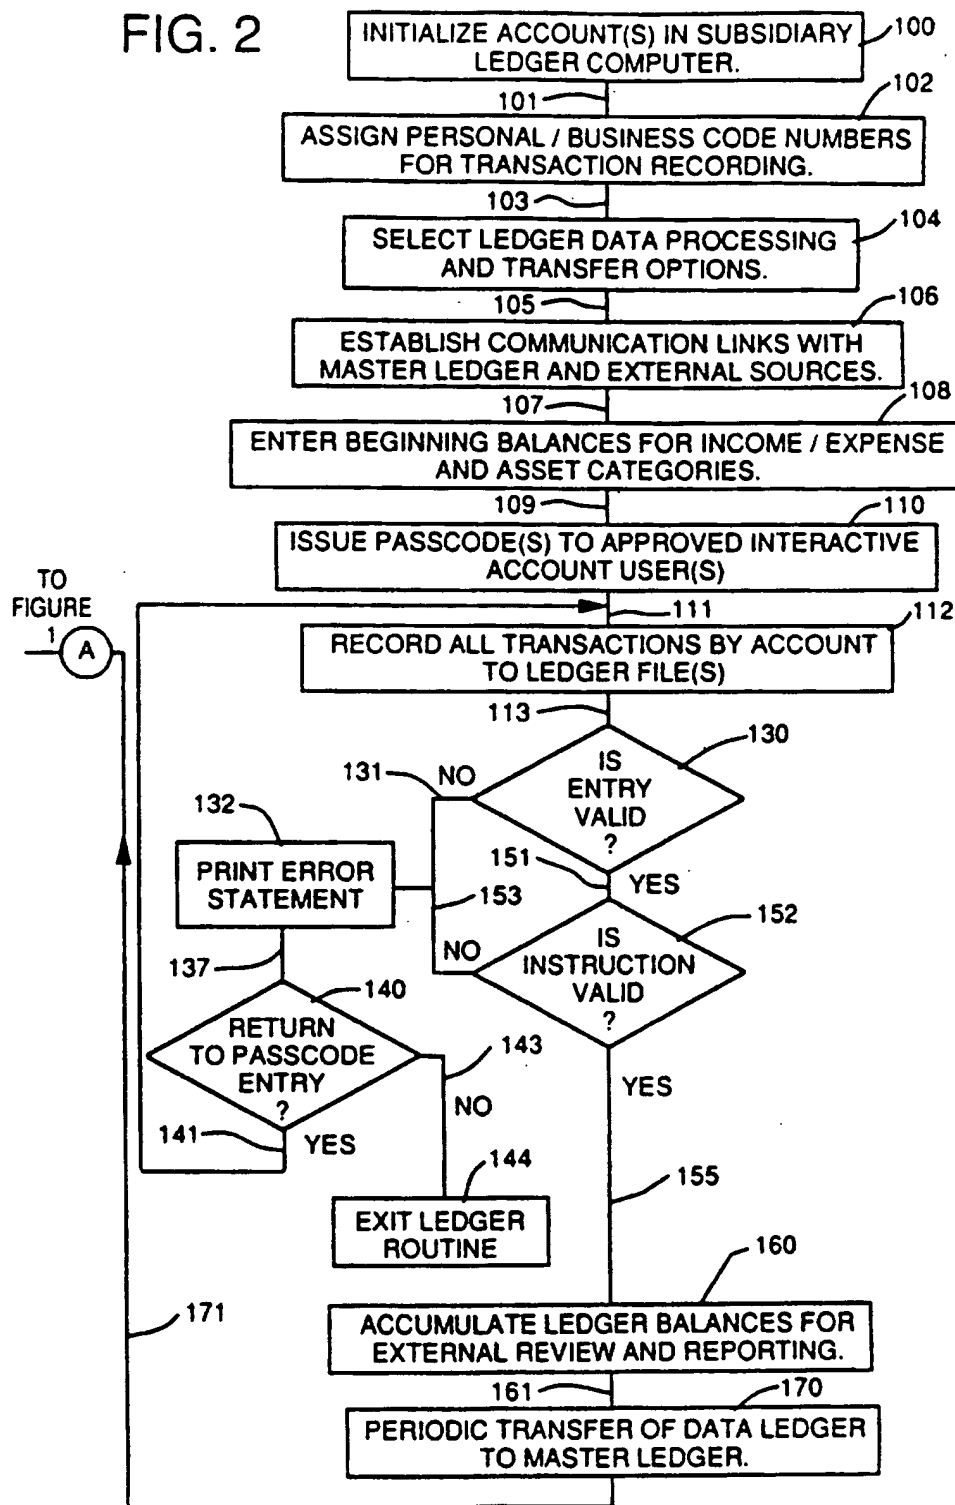 FIG. 2
INITIALIZE ACCOUNT(S) IN SUBSIDIARY
LEDGER COMPUTER.
100
101
102
ASSIGN PERSONAL / BUSINESS CODE NUMBERS
FOR TRANSACTION RECORDING.
103
104
SELECT LEDGER DATA PROCESSING
AND TRANSFER OPTIONS.
105
106
ESTABLISH COMMUNICATION LINKS WITH
MASTER LEDGER AND EXTERNAL SOURCES.
107
108
ENTER BEGINNING BALANCES FOR INCOME / EXPENSE
AND ASSET CATEGORIES.
109
110
ISSUE PASSCODE(S) TO APPROVED INTERACTIVE
ACCOUNT USER(S)
TO
FIGURE
1
A
111
112
RECORD ALL TRANSACTIONS BY ACCOUNT
TO LEDGER FILE(S)
113
130
IS
ENTRY
VALID
?
131
NO
132
PRINT ERROR
STATEMENT
151
YES
153
152
NO
IS
INSTRUCTION
VALID
?
137
140
RETURN
TO PASSCODE
ENTRY
?
143
NO
YES
141
YES
144
EXIT LEDGER
ROUTINE
155
160
ACCUMULATE LEDGER BALANCES FOR
EXTERNAL REVIEW AND REPORTING.
171
161
170
PERIODIC TRANSFER OF DATA LEDGER
TO MASTER LEDGER.